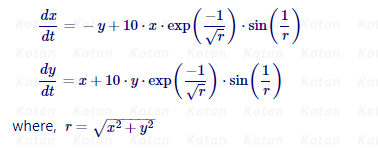 dx/dt = − y + 10 · x · exp(−1/√r) · sin(1/r)
dy/dt = x + 10 · y · exp(−1/√r) · sin(1/r)
where, r = √(x² + y²)